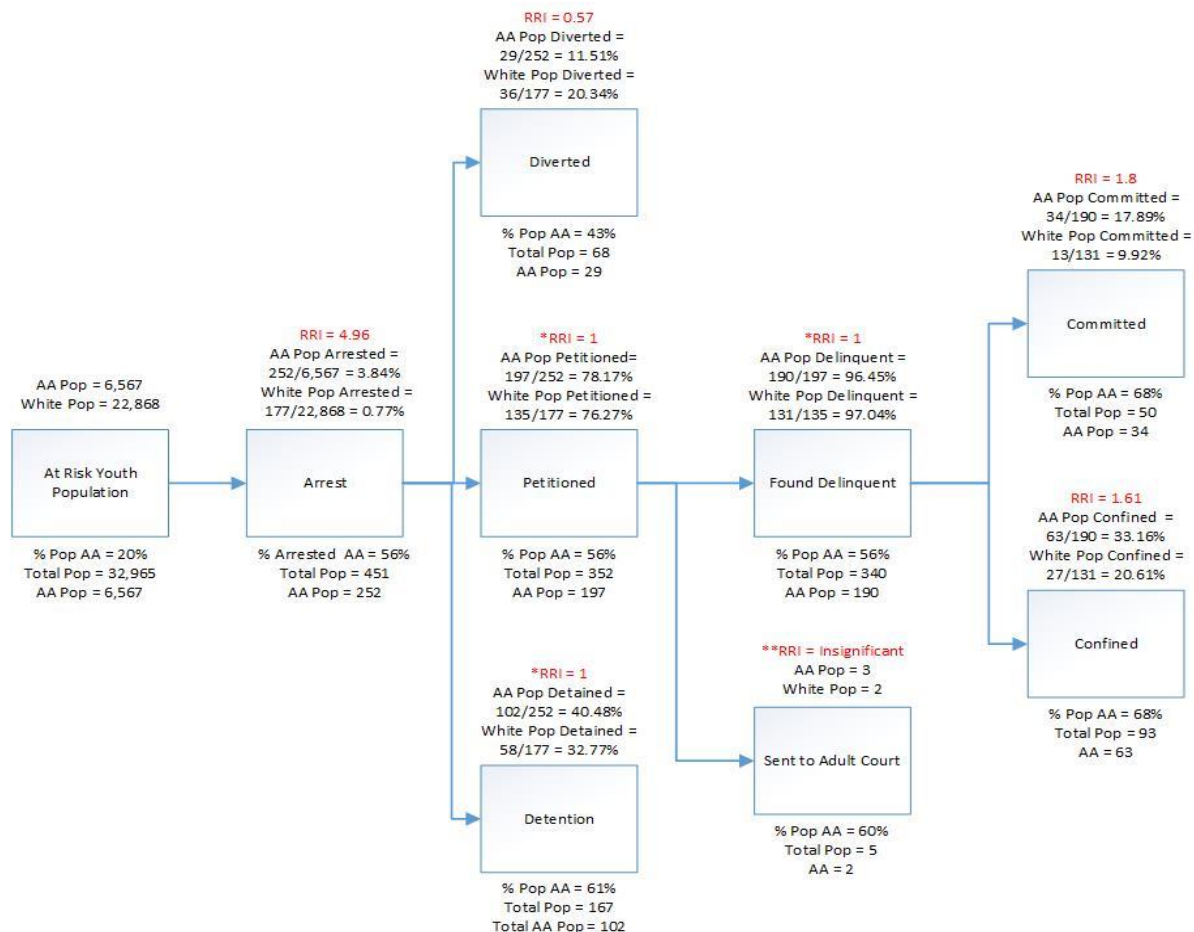 AA Pop = 6,567
White Pop = 22,868
At Risk Youth
Population
% Pop AA = 20%
Total Pop = 32,965
AA Pop = 6,567
RRI = 4.96
AA Pop Arrested =
252/6,567 = 3.84%
White Pop Arrested =
177/22,868 = 0.77%
Arrest
% Arrested AA = 56%
Total Pop = 451
AA Pop = 252
RRI = 0.57
AA Pop Diverted =
29/252 = 11.51%
White Pop Diverted =
36/177 = 20.34%
Diverted
% Pop AA = 43%
Total Pop = 68
AA Pop = 29
*RRI = 1
AA Pop Petitioned=
197/252 = 78.17%
White Pop Petitioned =
135/177 = 76.27%
Petitioned
% Pop AA = 56%
Total Pop = 352
AA Pop = 197
*RRI = 1
AA Pop Detained =
102/252 = 40.48%
White Pop Detained =
58/177 = 32.77%
Detention
% Pop AA = 61%
Total Pop = 167
Total AA Pop = 102
*RRI = 1
AA Pop Delinquent =
190/197 = 96.45%
White Pop Delinquent =
131/135 = 97.04%
Found Delinquent
% Pop AA = 56%
Total Pop = 340
AA Pop = 190
**RRI = Insignificant
AA Pop = 3
White Pop = 2
Sent to Adult Court
% Pop AA = 60%
Total Pop = 5
AA = 2
RRI = 1.8
AA Pop Committed =
34/190 = 17.89%
White Pop Committed =
13/131 = 9.92%
Committed
% Pop AA = 68%
Total Pop = 50
AA Pop = 34
RRI = 1.61
AA Pop Confined =
63/190 = 33.16%
White Pop Confined =
27/131 = 20.61%
Confined
% Pop AA = 68%
Total Pop = 93
AA = 63